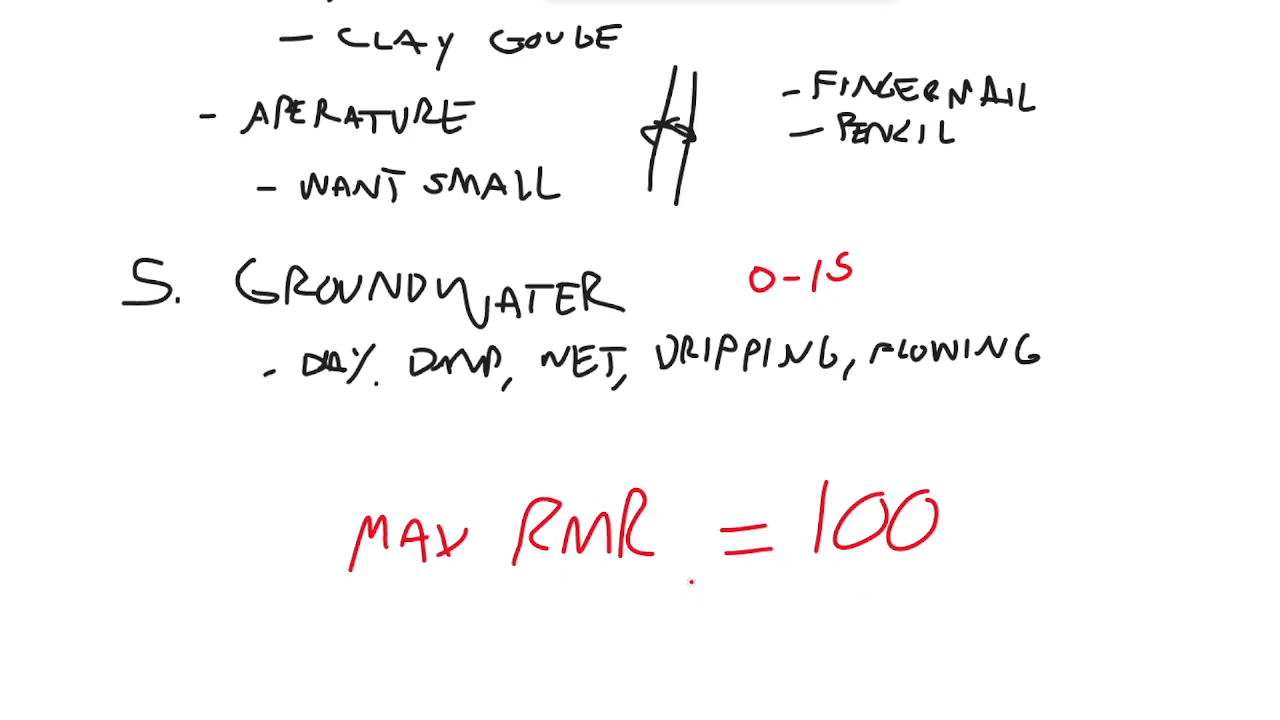 - CLAY GOUGE
- APERATURE
- FINGERNAIL
- PENCIL
- WANT SMALL
5. GROUNDWATER 0-15
- DRY, DAMP, WET, DRIPPING, FLOWING
MAX RMR = 100